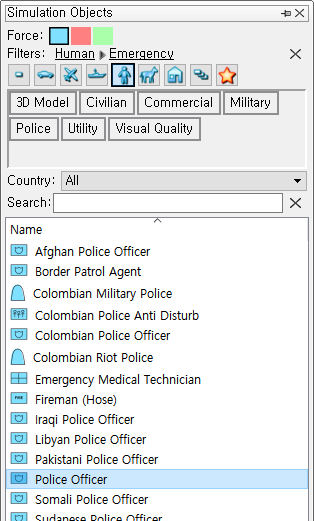 Simulation Objects
Force:
Filters: Human Emergency
3D Model Civilian Commercial Military
Police Utility Visual Quality
Country: All
Search:
Name
Afghan Police Officer
Border Patrol Agent
Colombian Military Police
Colombian Police Anti Disturb
Colombian Police Officer
Colombian Riot Police
Emergency Medical Technician
Fireman (Hose)
Iraqi Police Officer
Libyan Police Officer
Pakistani Police Officer
Police Officer
Somali Police Officer
Sudanese Police Officer